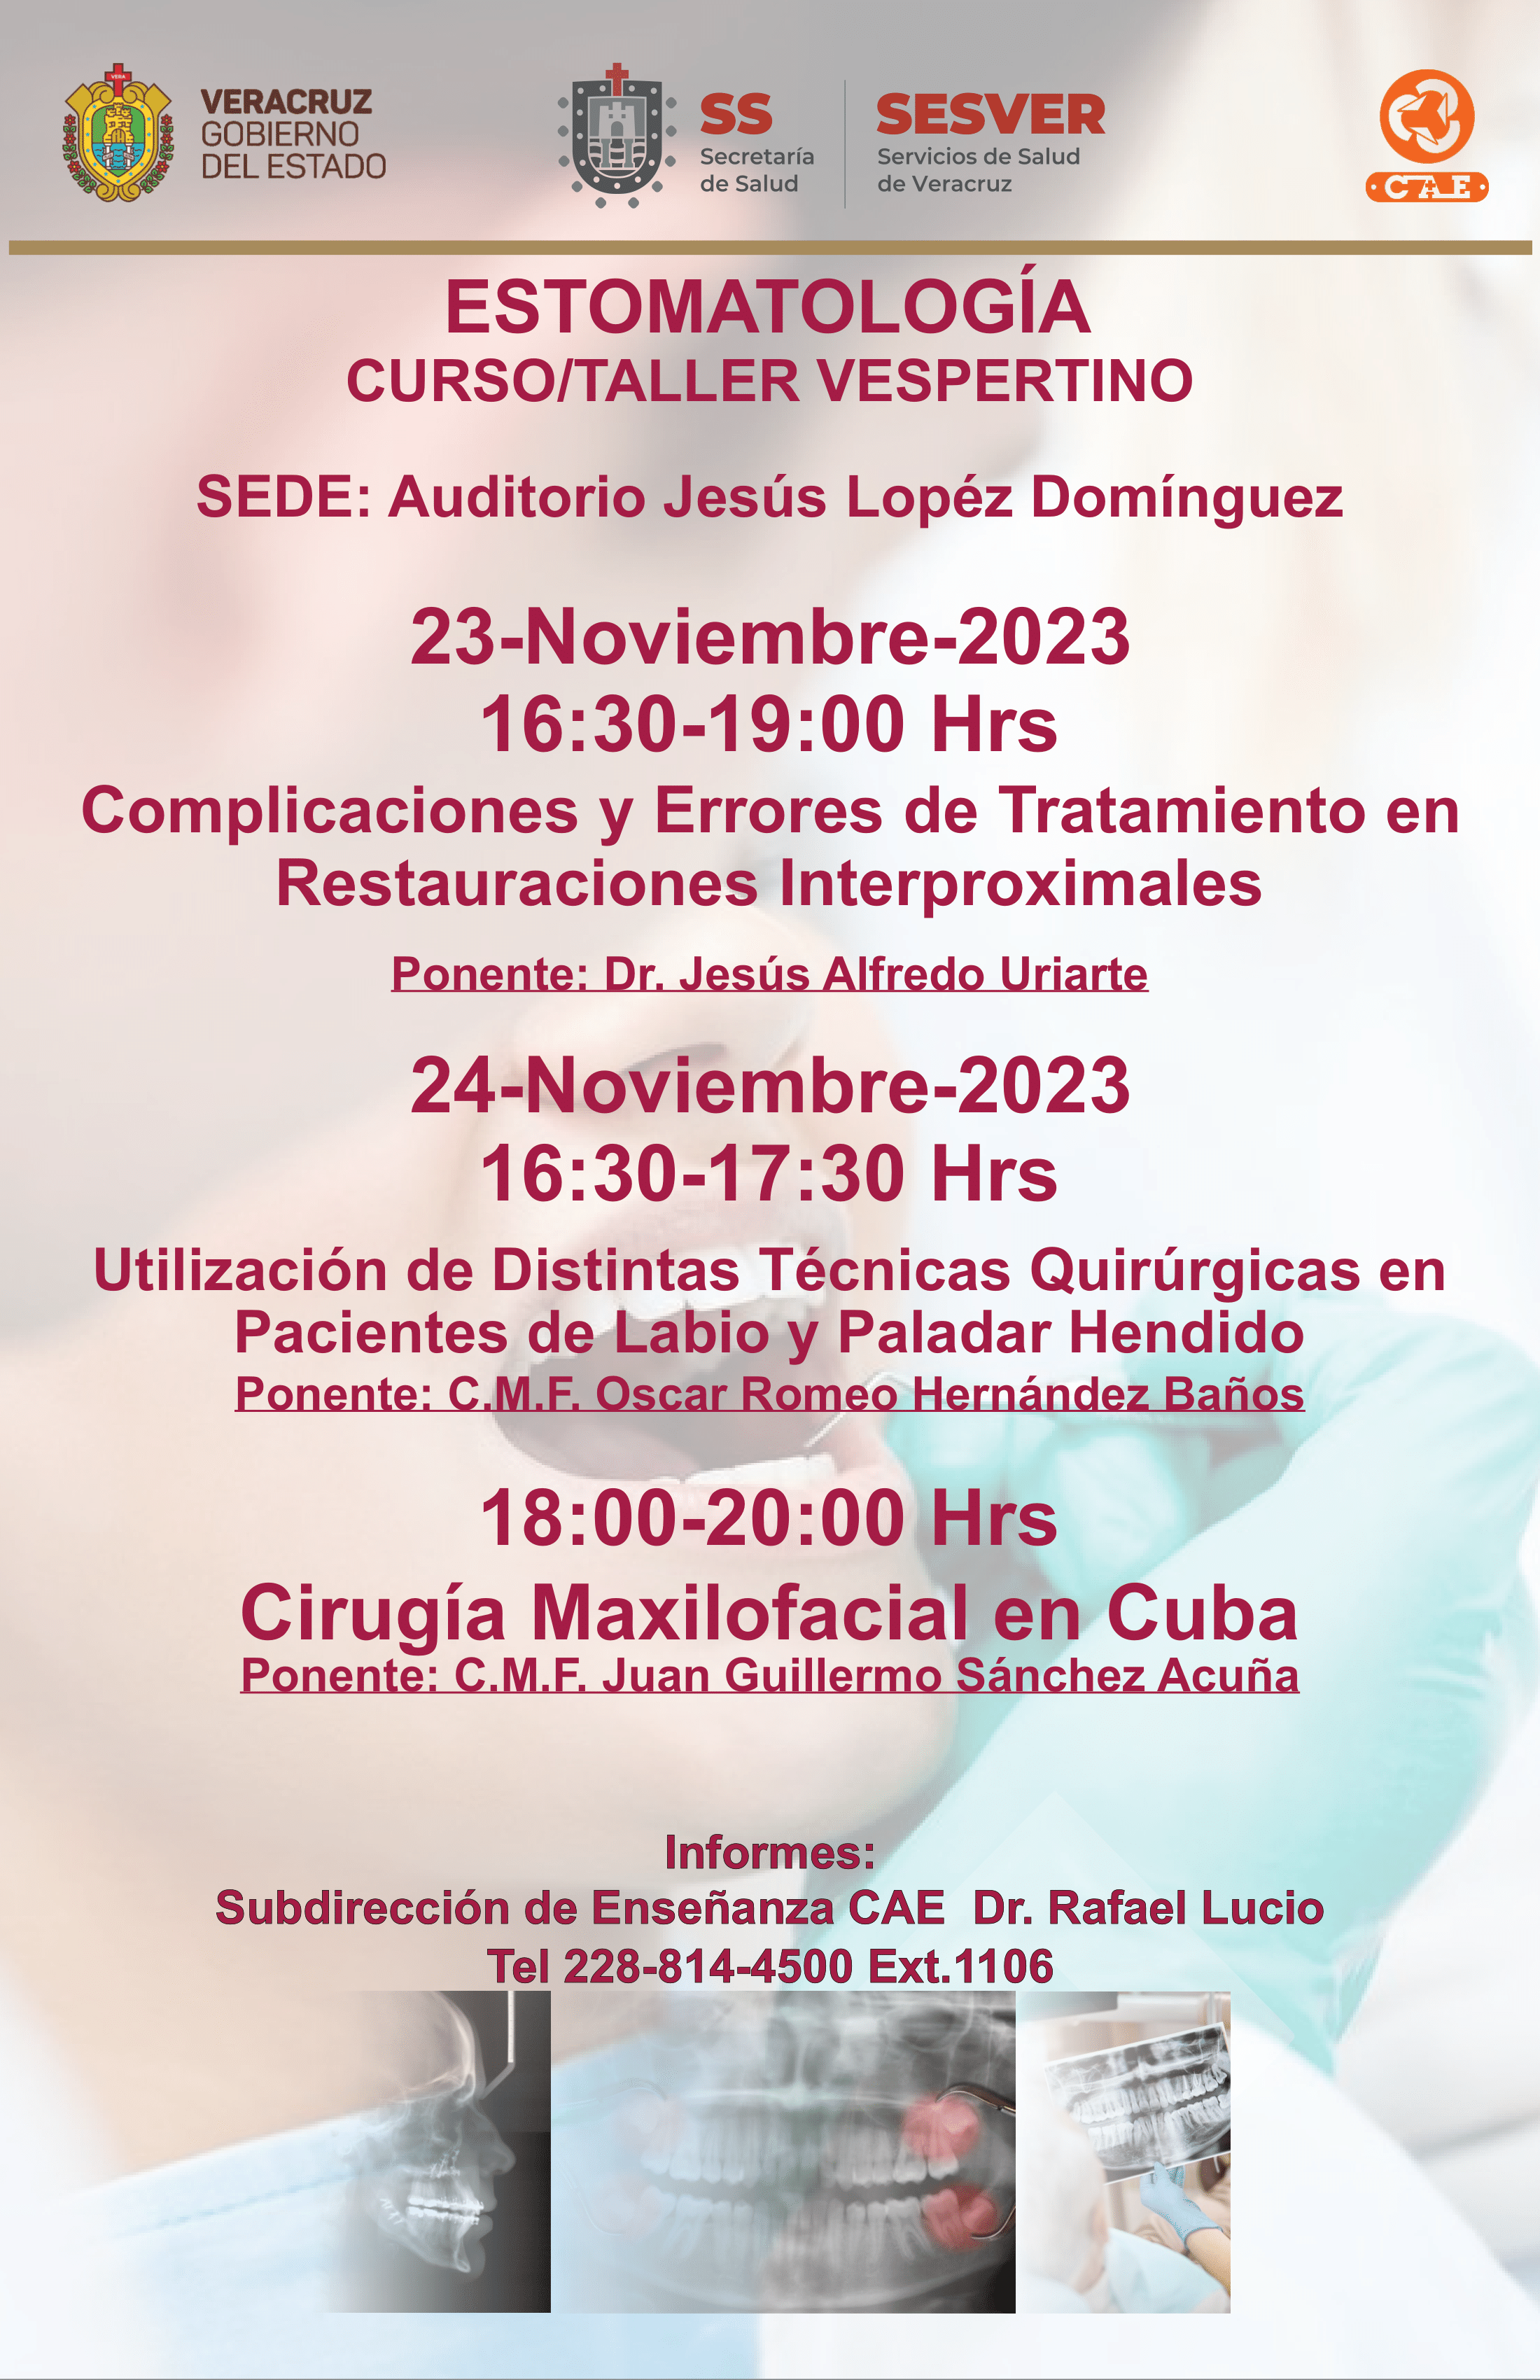 VERA
VERACRUZ
GOBIERNO
DEL ESTADO
SS
Secretaría
de Salud
SESVER
Servicios de Salud
de Veracruz
CAE
ESTOMATOLOGÍA
CURSO/TALLER VESPERTINO
SEDE: Auditorio Jesús Lopéz Domínguez
23-Noviembre-2023
16:30-19:00 Hrs
Complicaciones y Errores de Tratamiento en
Restauraciones Interproximales
Ponente: Dr. Jesús Alfredo Uriarte
24-Noviembre-2023
16:30-17:30 Hrs
Utilización de Distintas Técnicas Quirúrgicas en
Pacientes de Labio y Paladar Hendido
Ponente: C.M.F. Oscar Romeo Hernández Baños
18:00-20:00 Hrs
Cirugía Maxilofacial en Cuba
Ponente: C.M.F. Juan Guillermo Sánchez Acuña
Informes:
Subdirección de Enseñanza CAE  Dr. Rafael Lucio
Tel 228-814-4500 Ext.1106